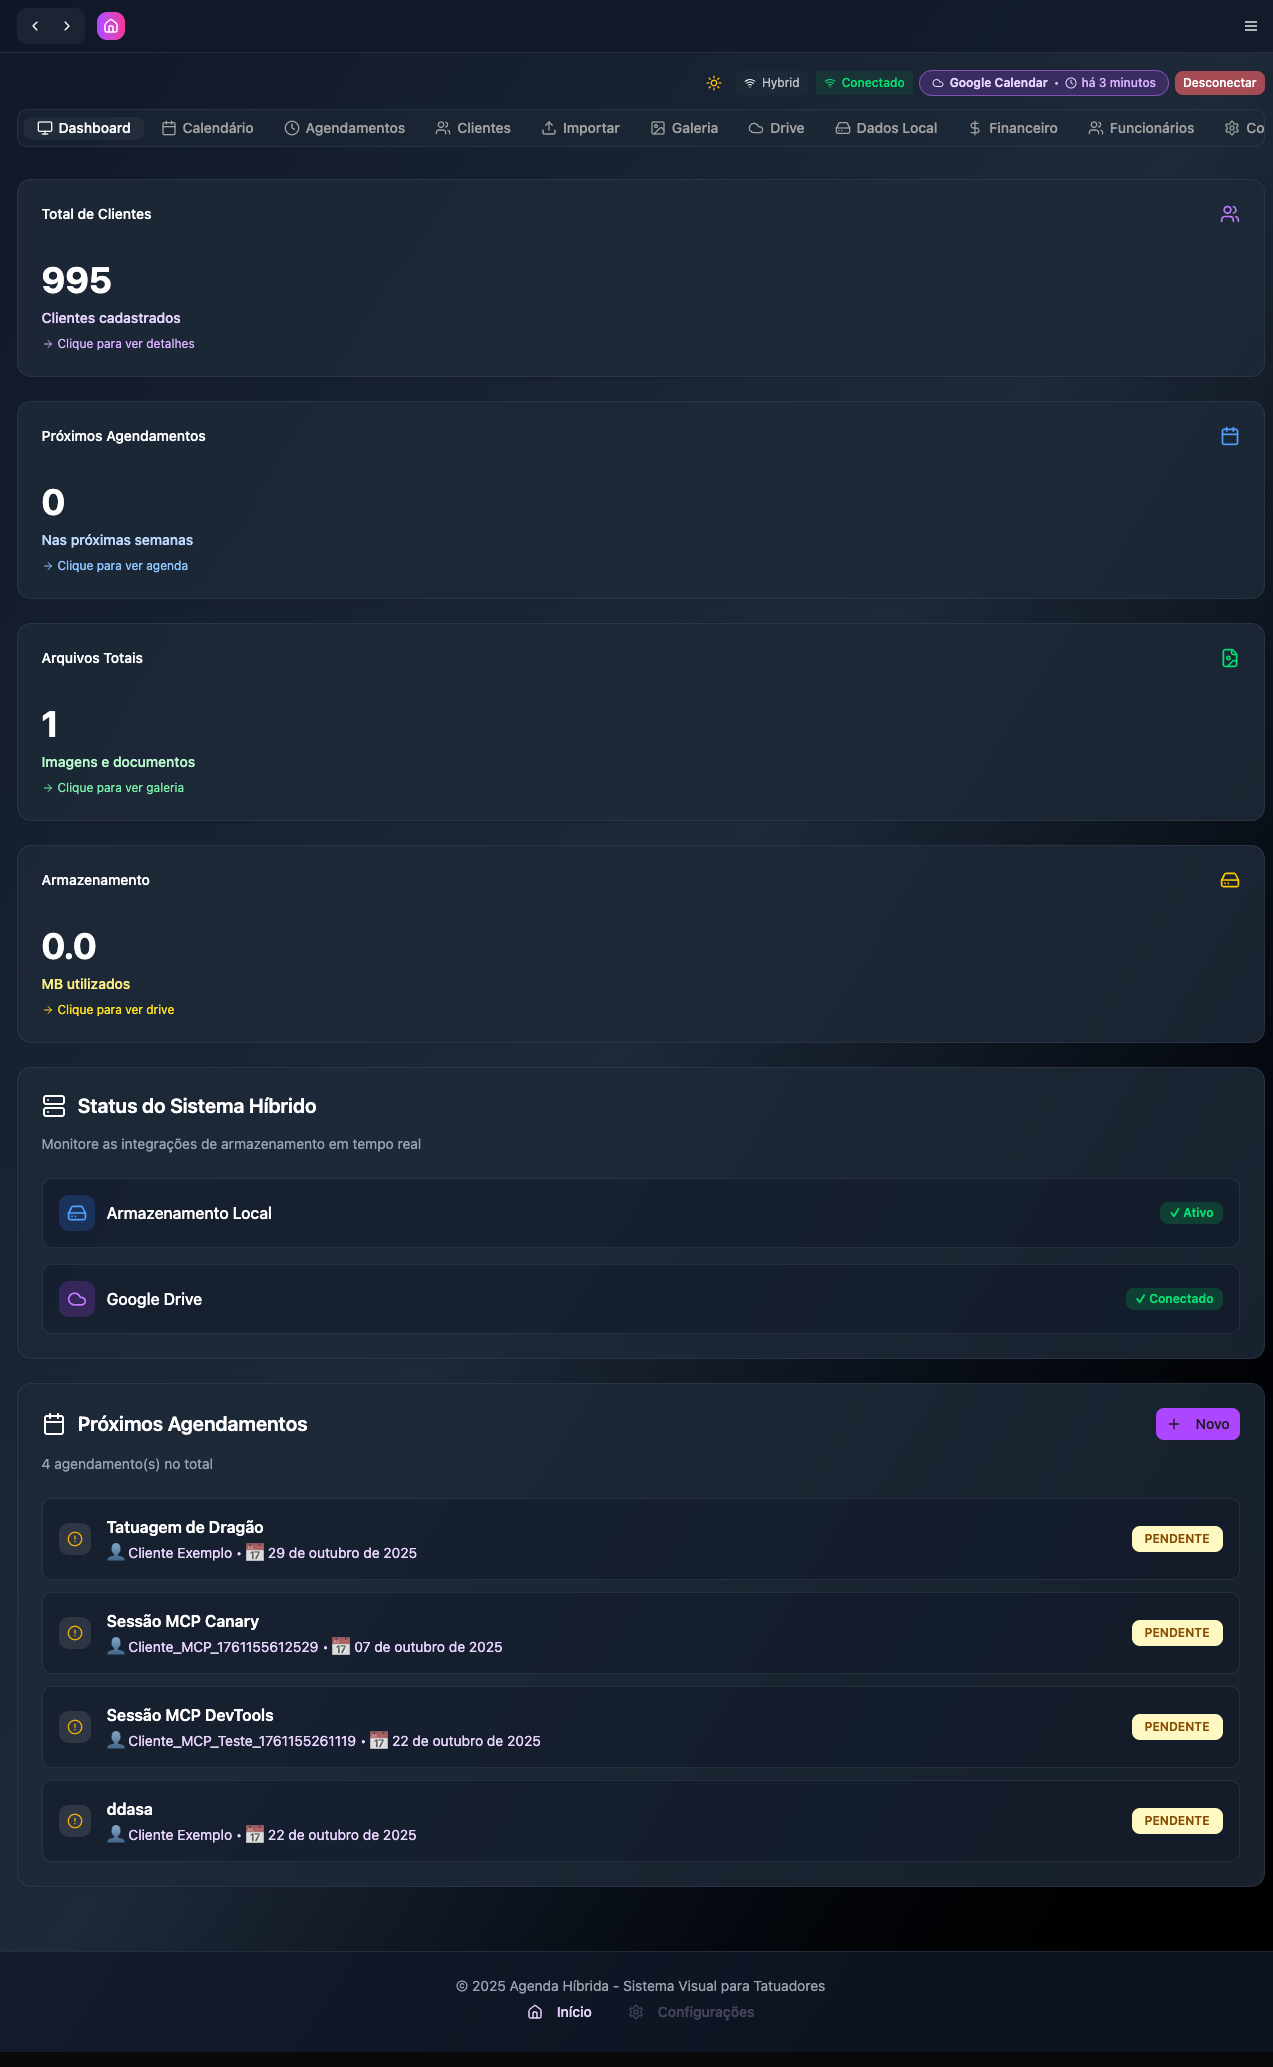 Hybrid Conectado Google Calendar • há 3 minutos Desconectar
Dashboard Calendário Agendamentos Clientes Importar Galeria Drive Dados Local Financeiro Funcionários Co
Total de Clientes
995
Clientes cadastrados
→ Clique para ver detalhes
Próximos Agendamentos
0
Nas próximas semanas
→ Clique para ver agenda
Arquivos Totais
1
Imagens e documentos
→ Clique para ver galeria
Armazenamento
0.0
MB utilizados
→ Clique para ver drive
Status do Sistema Híbrido
Monitore as integrações de armazenamento em tempo real
Armazenamento Local ✓ Ativo
Google Drive ✓ Conectado
Próximos Agendamentos + Novo
4 agendamento(s) no total
Tatuagem de Dragão
👤 Cliente Exemplo • 📅 29 de outubro de 2025
PENDENTE
Sessão MCP Canary
👤 Cliente_MCP_1761155612529 • 📅 07 de outubro de 2025
PENDENTE
Sessão MCP DevTools
👤 Cliente_MCP_Teste_1761155261119 • 📅 22 de outubro de 2025
PENDENTE
ddasa
👤 Cliente Exemplo • 📅 22 de outubro de 2025
PENDENTE
© 2025 Agenda Híbrida - Sistema Visual para Tatuadores
Início Configurações